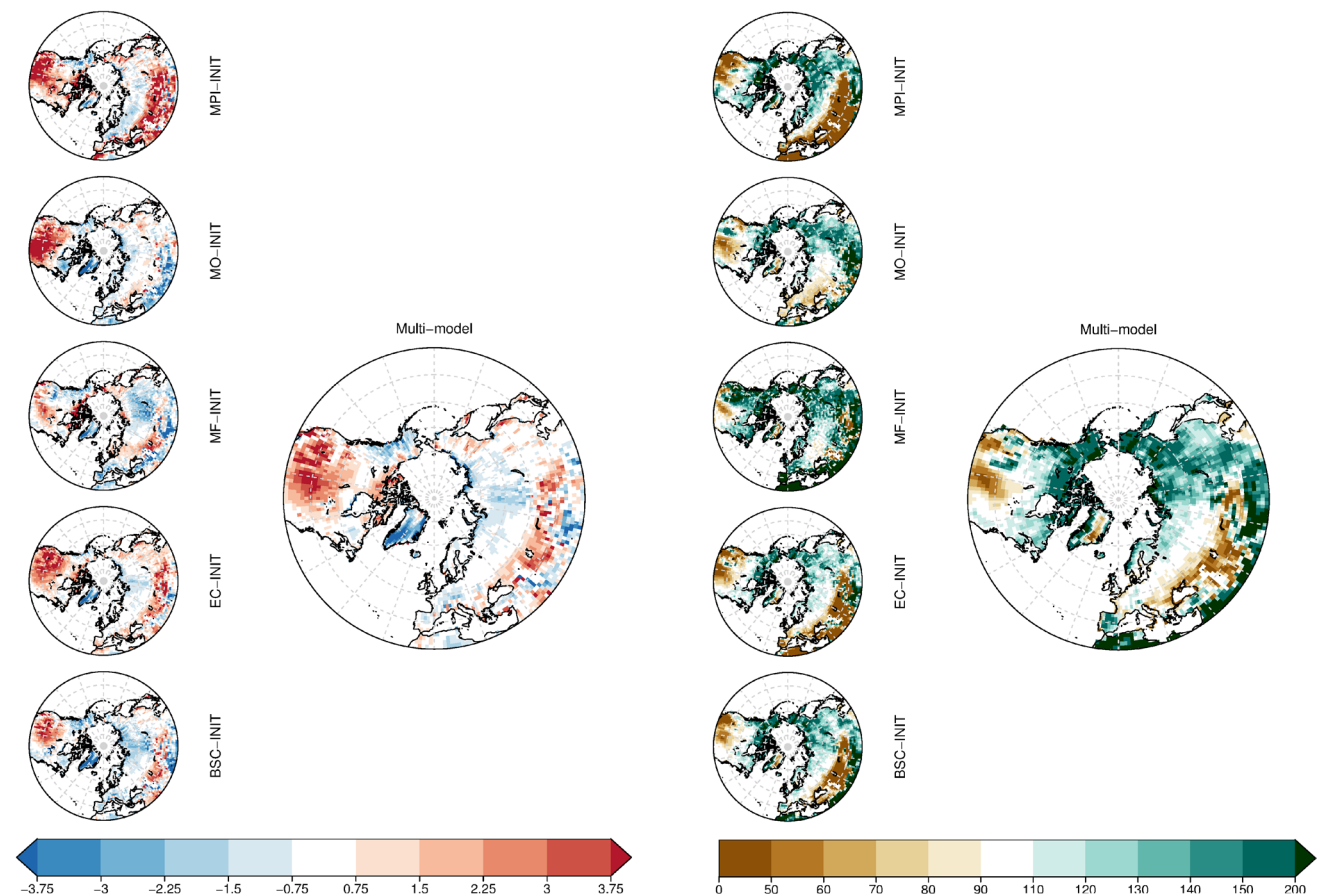 MPI−INIT
MO−INIT
MF−INIT
EC−INIT
BSC−INIT
Multi−model
−3.75 −3 −2.25 −1.5 −0.75 0.75 1.5 2.25 3 3.75
MPI−INIT
MO−INIT
MF−INIT
EC−INIT
BSC−INIT
Multi−model
0 50 60 70 80 90 110 120 130 140 150 200